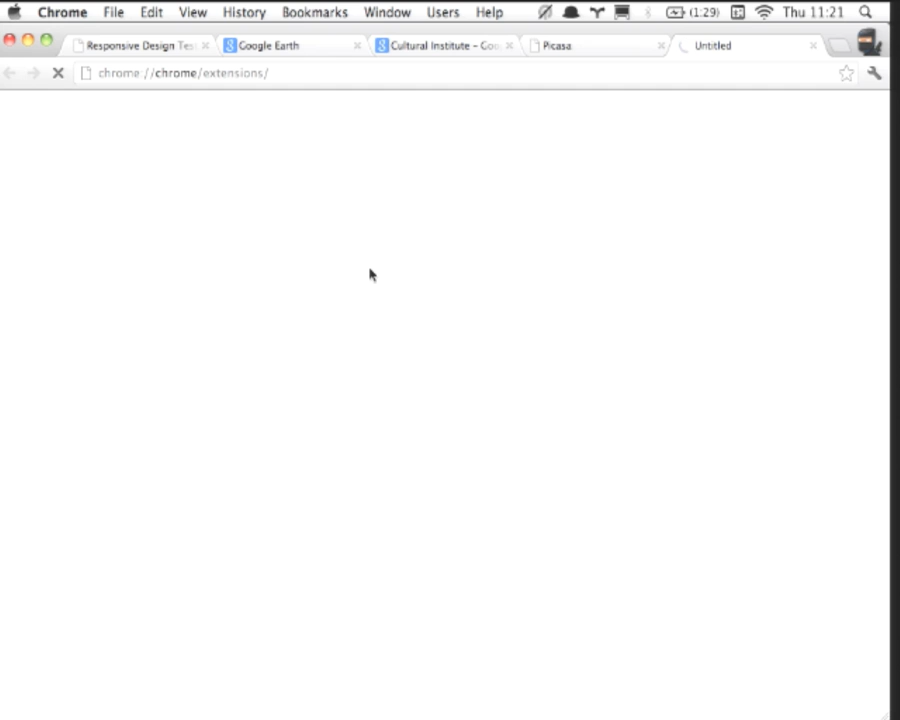 Chrome File Edit View History Bookmarks Window Users Help (1:29) Thu 11:21
Responsive Design Tes Google Earth Cultural Institute – Goo Picasa Untitled
chrome://chrome/extensions/